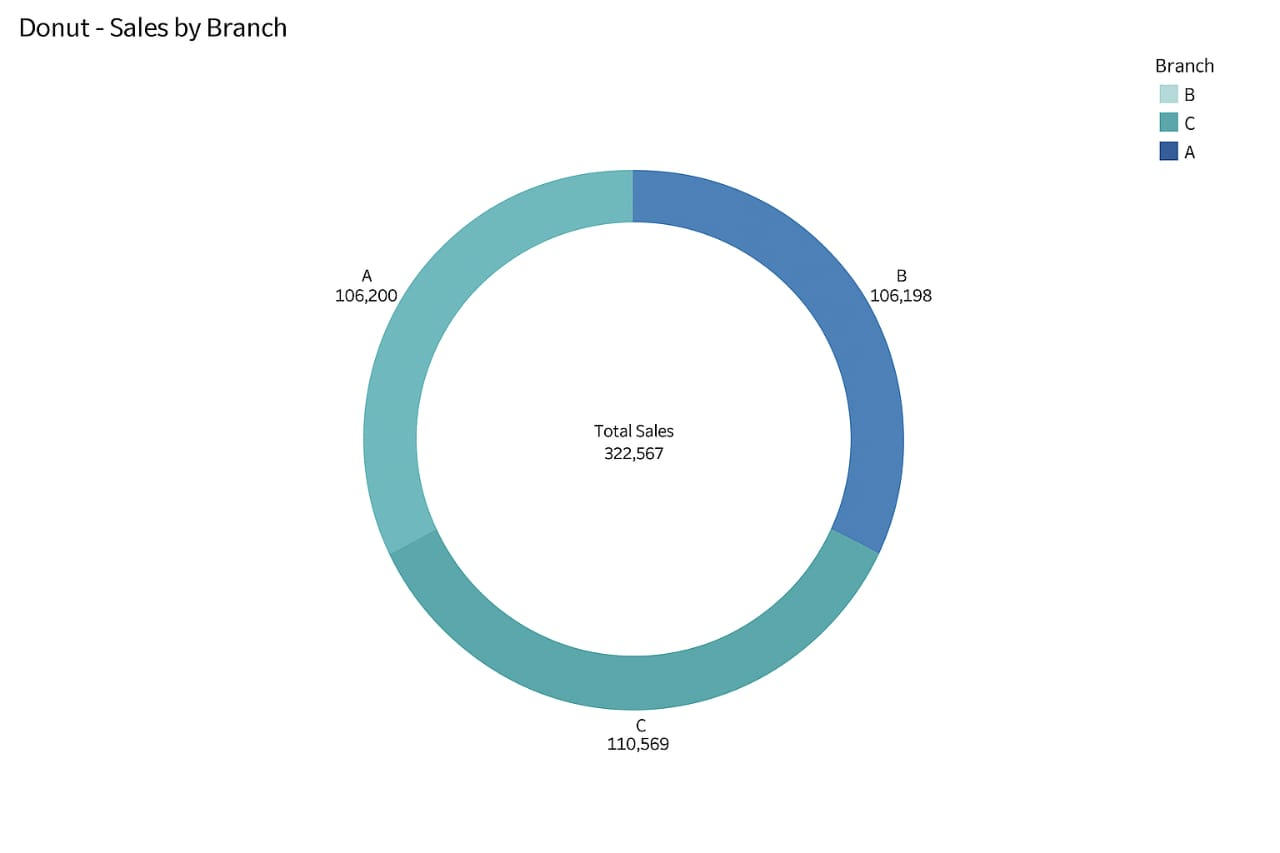 Donut - Sales by Branch
Branch
B
C
A
A
106,200
B
106,198
Total Sales
322,567
C
110,569